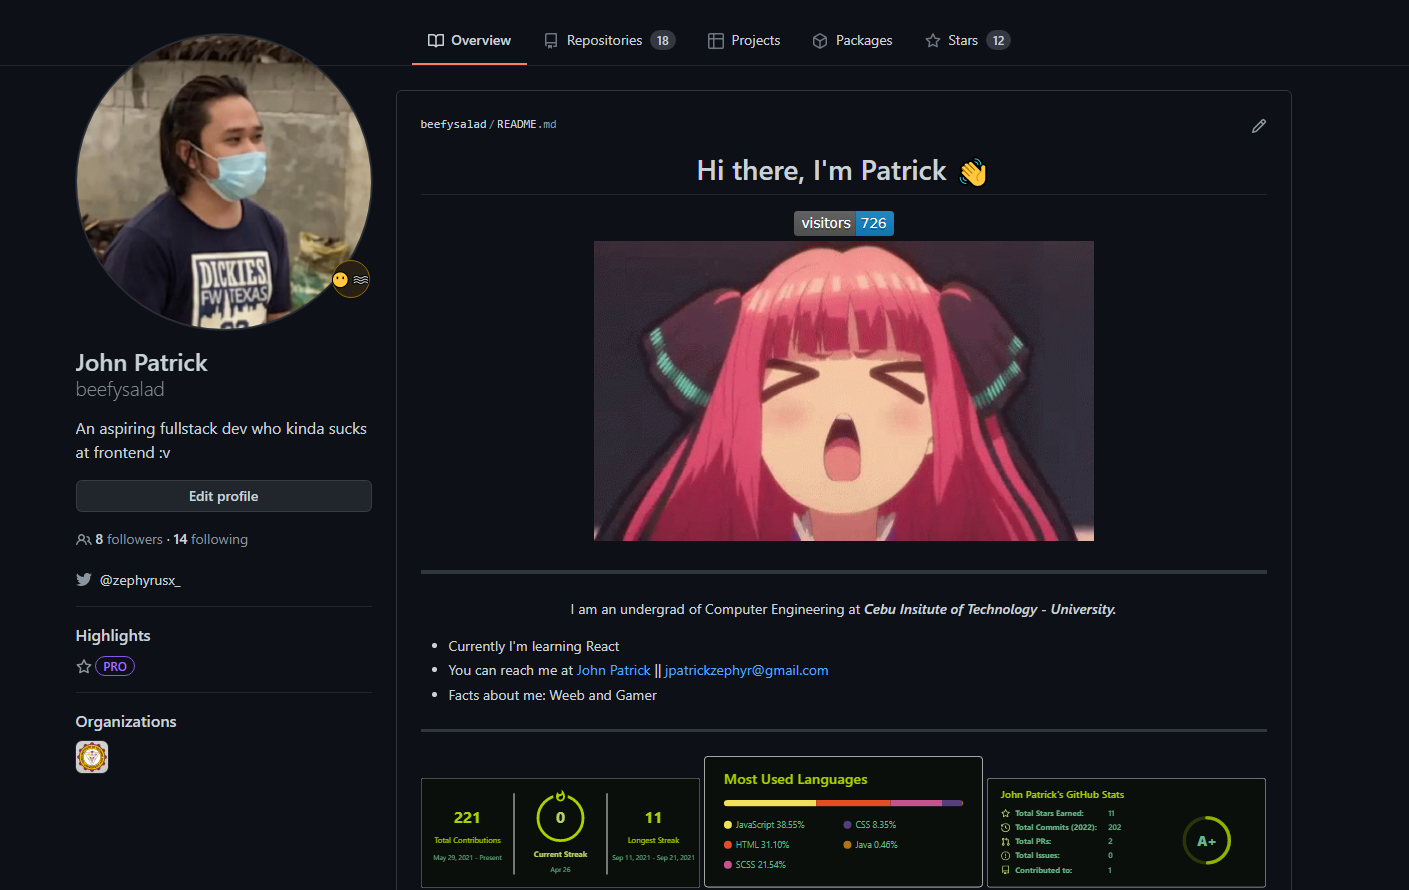 Overview
Repositories 18
Projects
Packages
Stars 12
DICKIES
FW TEXAS
John Patrick
beefysalad
An aspiring fullstack dev who kinda sucks
at frontend :v
Edit profile
8 followers · 14 following
@zephyrusx_
Highlights
PRO
Organizations
beefysalad/README.md
Hi there, I'm Patrick 👋
visitors 726
I am an undergrad of Computer Engineering at Cebu Insitute of Technology - University.
• Currently I'm learning React
• You can reach me at John Patrick || jpatrickzephyr@gmail.com
• Facts about me: Weeb and Gamer
221
Total Contributions
May 29, 2021 - Present
0
Current Streak
Apr 26
11
Longest Streak
Sep 11, 2021 - Sep 21, 2021
Most Used Languages
JavaScript 38.55%
CSS 8.35%
HTML 31.10%
Java 0.46%
SCSS 21.54%
John Patrick's GitHub Stats
Total Stars Earned: 11
Total Commits (2022): 202
Total PRs: 2
Total Issues: 0
Contributed to: 1
A+